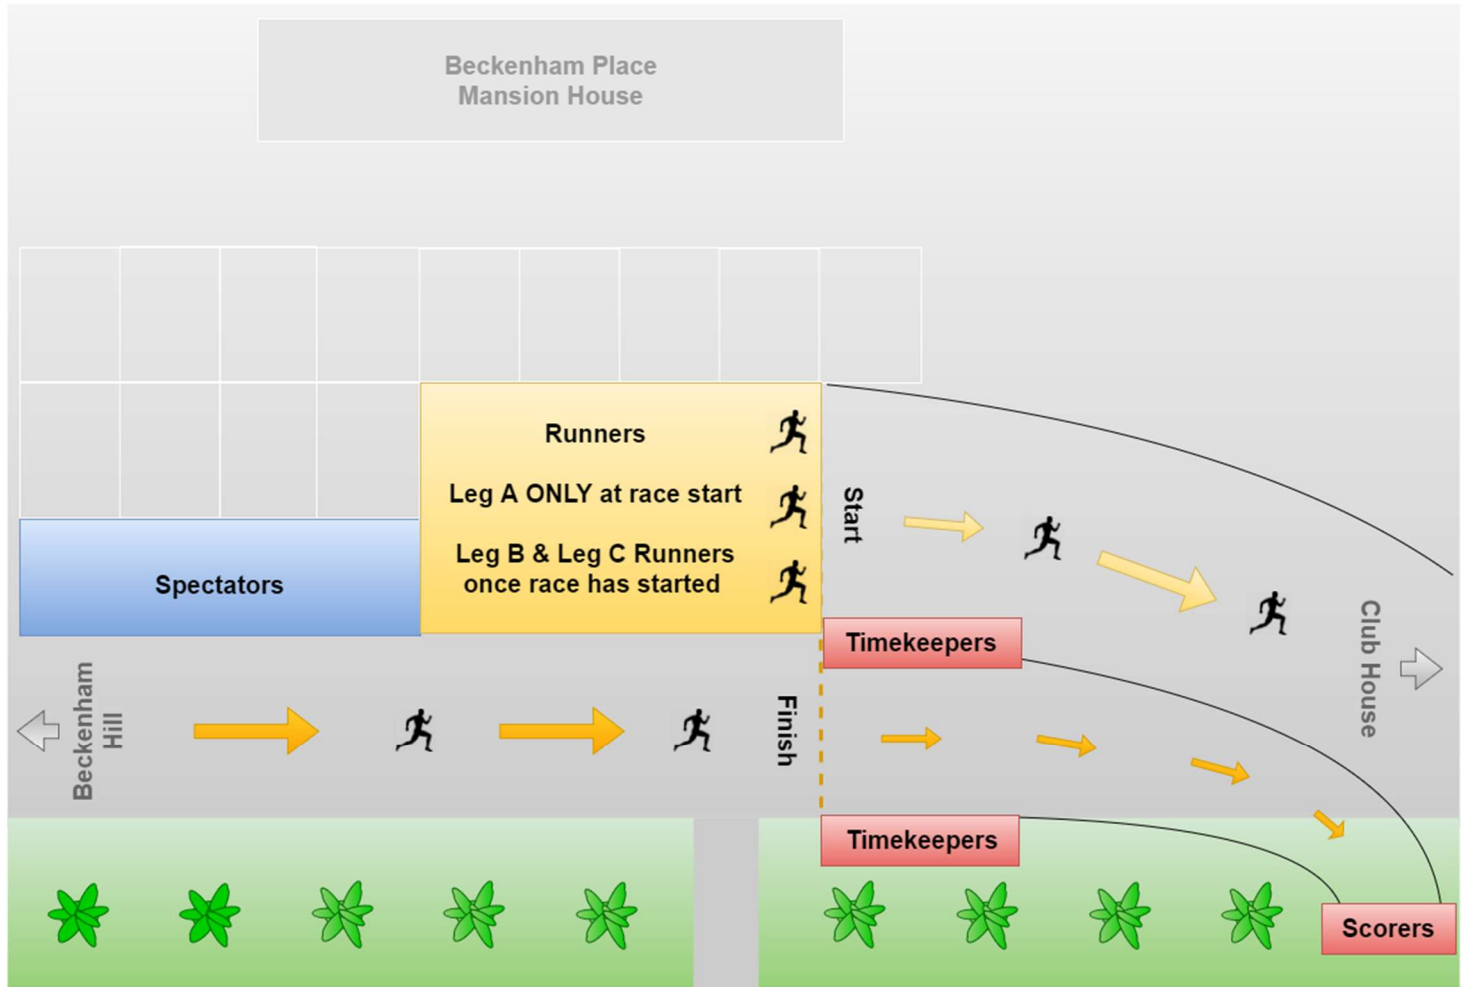 Beckenham Place
Mansion House
Runners
Leg A ONLY at race start
Leg B & Leg C Runners
once race has started
Start
Spectators
Timekeepers
Club House
Beckenham
Hill
Finish
Timekeepers
Scorers